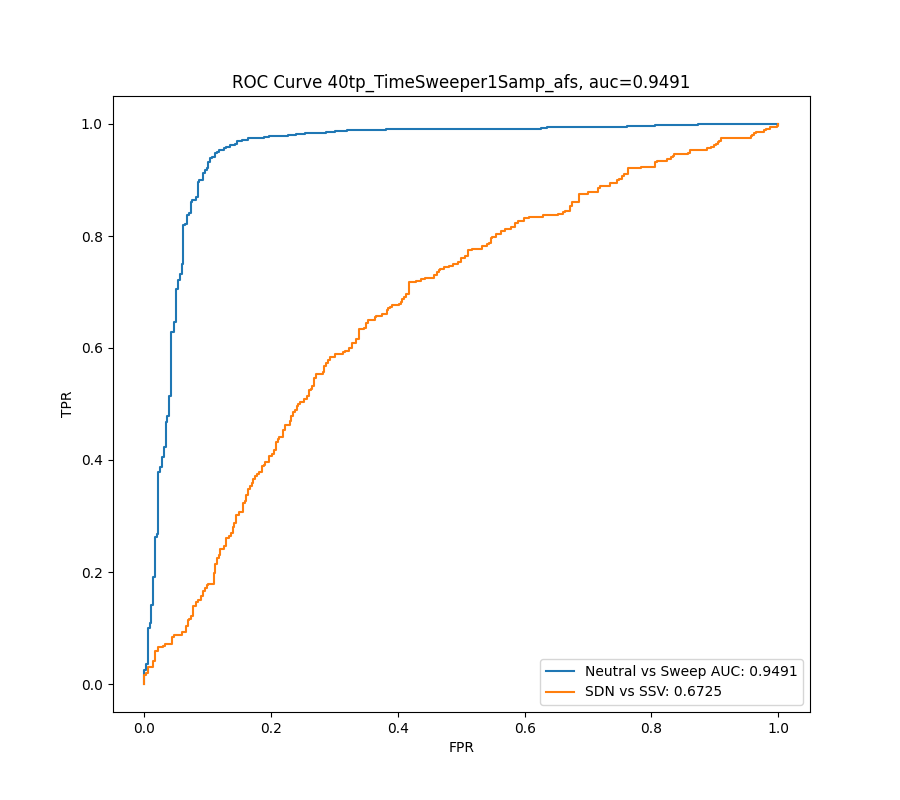 ROC Curve 40tp_TimeSweeper1Samp_afs, auc=0.9491
1.0
0.8
0.6
0.4
0.2
0.0
TPR
Neutral vs Sweep AUC: 0.9491
SDN vs SSV: 0.6725
0.0 0.2 0.4 0.6 0.8 1.0
FPR